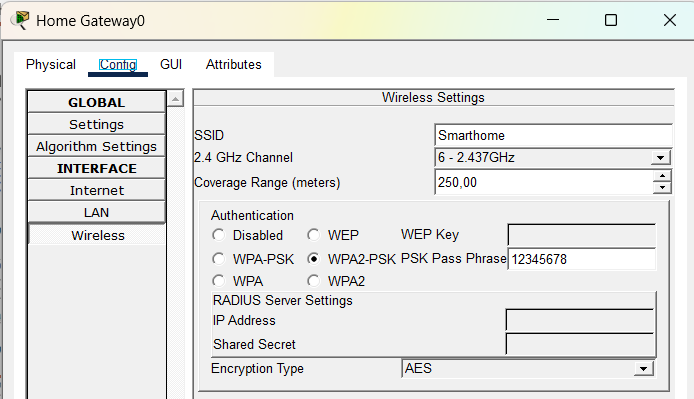 Home Gateway0
Physical Config GUI Attributes
GLOBAL
Settings
Algorithm Settings
INTERFACE
Internet
LAN
Wireless
Wireless Settings
SSID Smarthome
2.4 GHz Channel 6 - 2.437GHz
Coverage Range (meters) 250,00
Authentication
Disabled WEP WEP Key
WPA-PSK WPA2-PSK PSK Pass Phrase 12345678
WPA WPA2
RADIUS Server Settings
IP Address
Shared Secret
Encryption Type AES